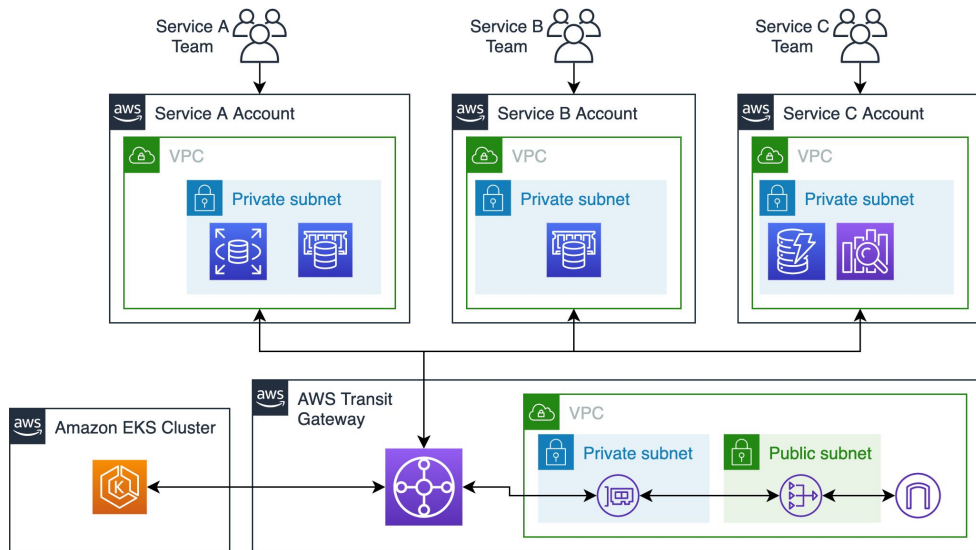 Service A
Team
Service B
Team
Service C
Team
aws
Service A Account
aws
Service B Account
aws
Service C Account
VPC
VPC
VPC
Private subnet
Private subnet
Private subnet
aws
AWS Transit
Gateway
aws
Amazon EKS Cluster
VPC
Private subnet
Public subnet
K